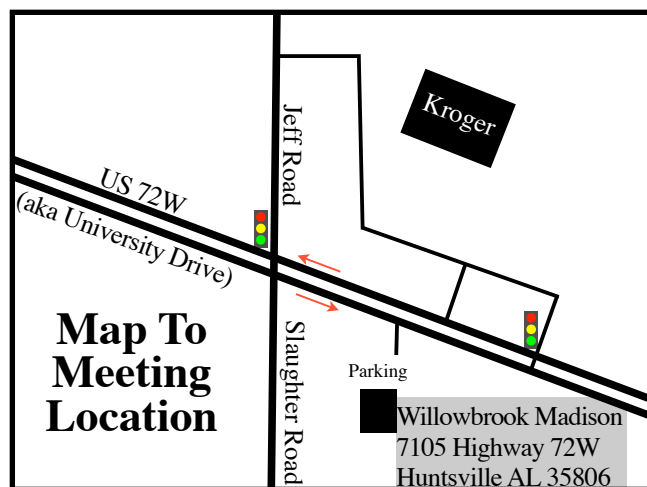 Kroger
Jeff Road
US 72W
(aka University Drive)
Map To
Meeting
Location
Slaughter Road
Parking
Willowbrook Madison
7105 Highway 72W
Huntsville AL 35806